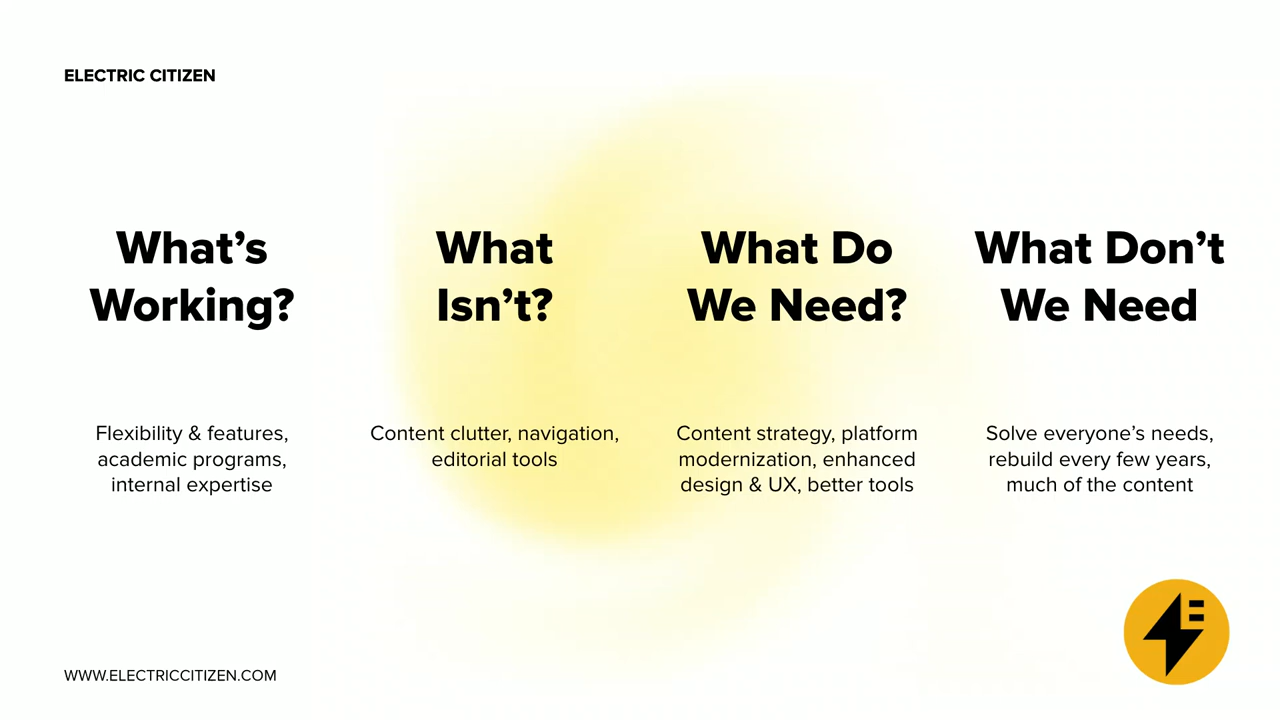 ELECTRIC CITIZEN
What's
Working?
Flexibility & features,
academic programs,
internal expertise
What
Isn't?
Content clutter, navigation,
editorial tools
What Do
We Need?
Content strategy, platform
modernization, enhanced
design & UX, better tools
What Don't
We Need
Solve everyone's needs,
rebuild every few years,
much of the content
E
WWW.ELECTRICCITIZEN.COM